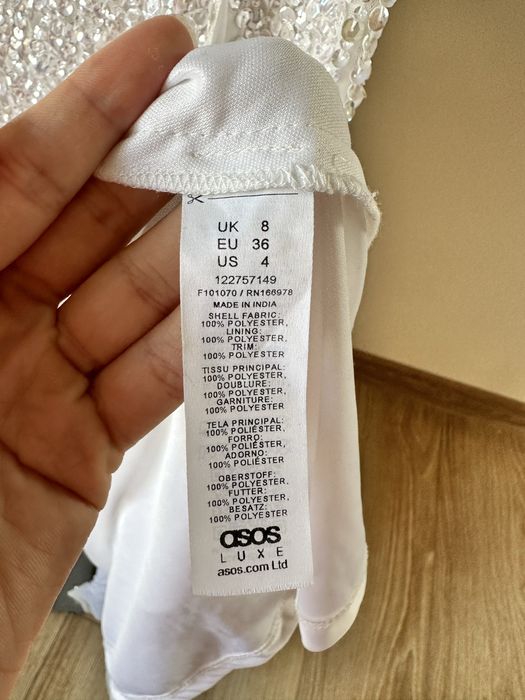 UK 8
EU 36
US 4
122757149
F101070 / RN166978
MADE IN INDIA
SHELL FABRIC:
100% POLYESTER,
LINING:
100% POLYESTER,
TRIM:
100% POLYESTER
TISSU PRINCIPAL:
100% POLYESTER,
DOUBLURE:
100% POLYESTER,
GARNITURE:
100% POLYESTER
TELA PRINCIPAL:
100% POLIÉSTER,
FORRO:
100% POLIÉSTER,
ADORNO:
100% POLIÉSTER
OBERSTOFF:
100% POLYESTER,
FUTTER:
100% POLYESTER,
BESATZ:
100% POLYESTER
asos
LUXE
asos.com Ltd